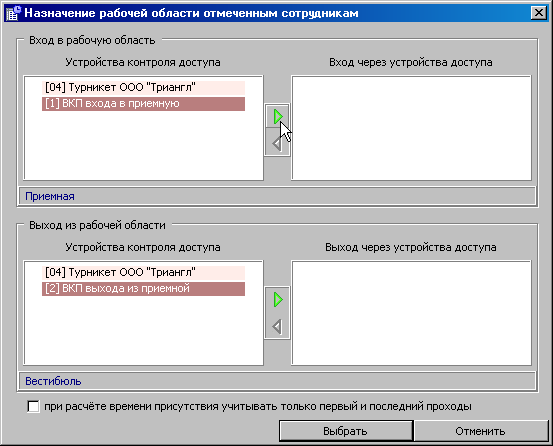 Назначение рабочей области отмеченным сотрудникам
Вход в рабочую область
Устройства контроля доступа
Вход через устройства доступа
[04] Турникет ООО "Триангл"
[1] ВКП входа в приемную
Приемная
Выход из рабочей области
Устройства контроля доступа
Выход через устройства доступа
[04] Турникет ООО "Триангл"
[2] ВКП выхода из приемной
Вестибюль
при расчёте времени присутствия учитывать только первый и последний проходы
Выбрать
Отменить